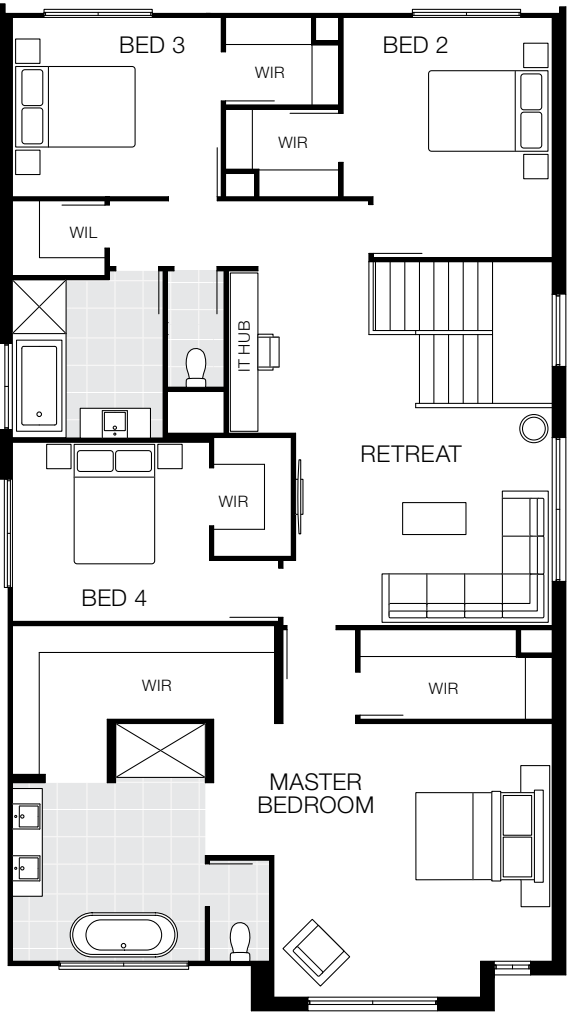 BED 3
BED 2
WIR
WIR
WIL
IT HUB
RETREAT
WIR
BED 4
WIR
WIR
MASTER
BEDROOM